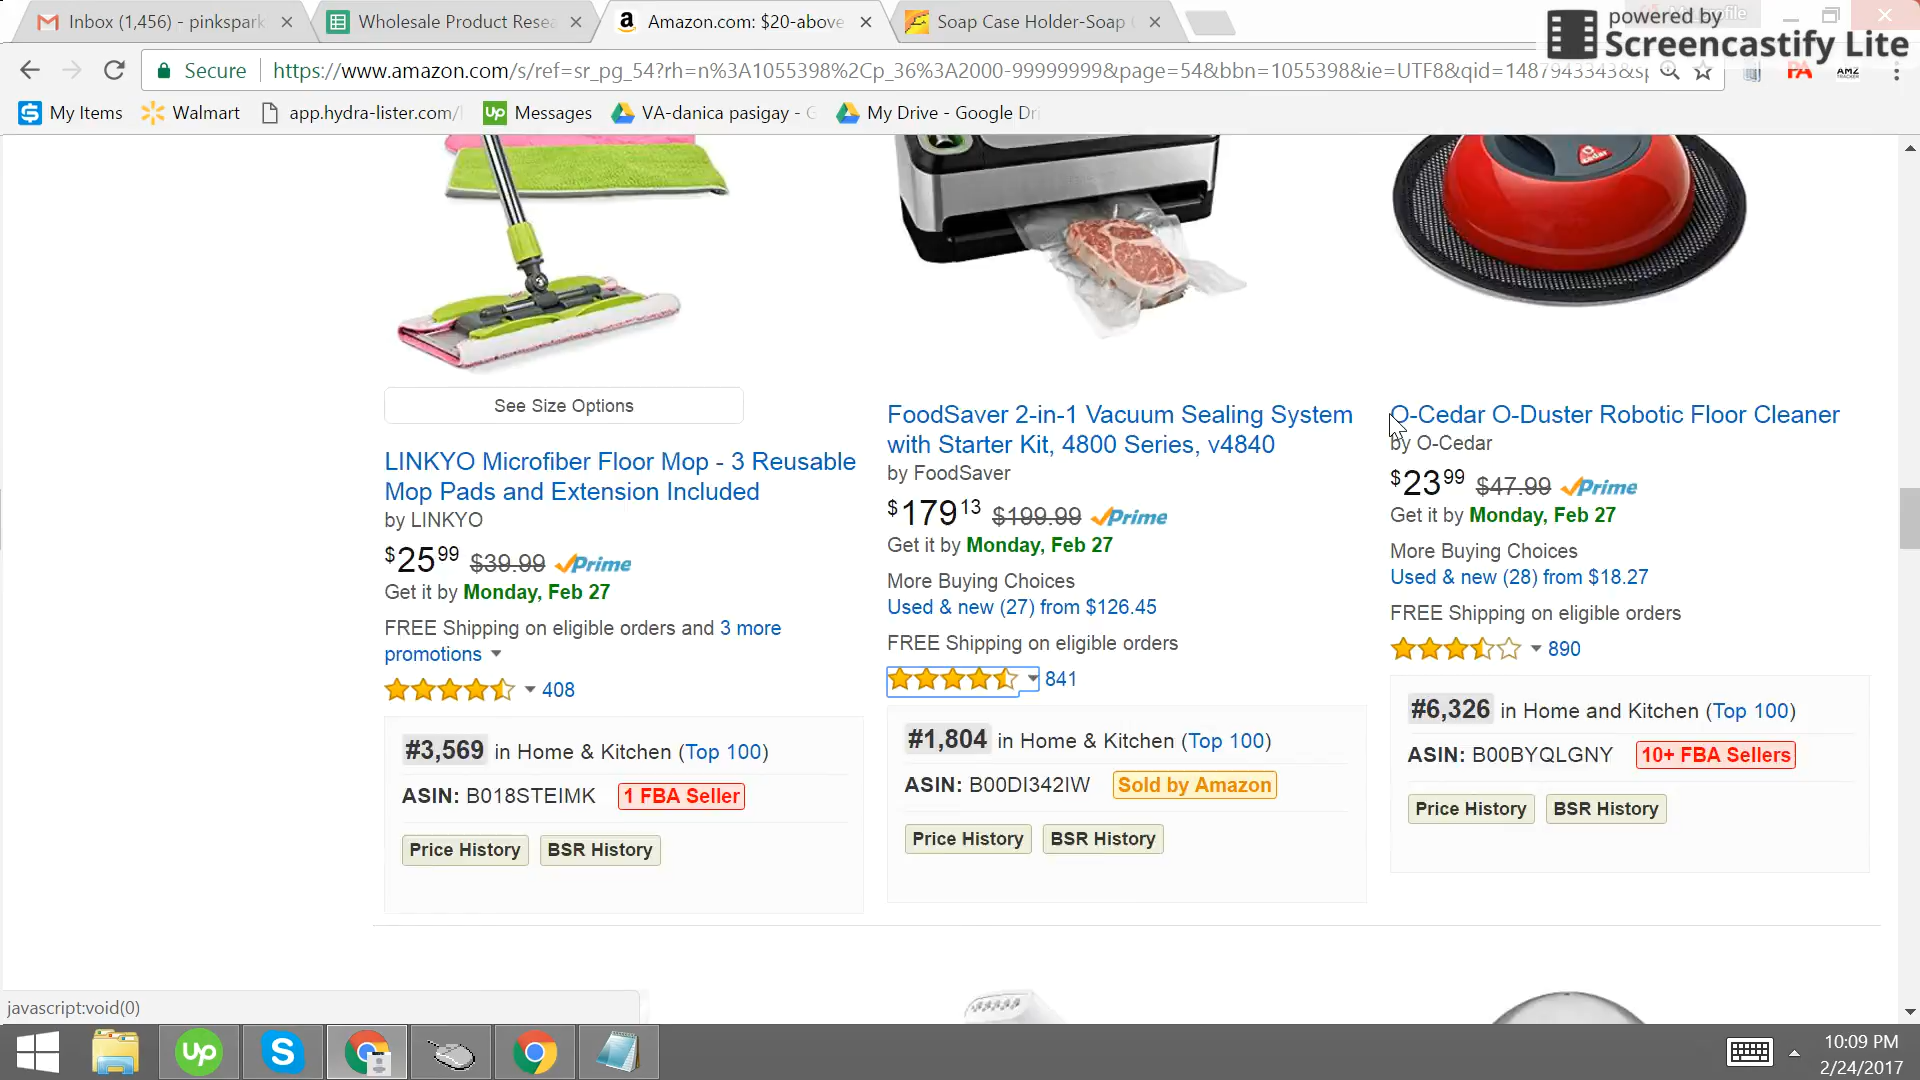 Inbox (1,456) - pinkspark
Wholesale Product Resea
Amazon.com: $20-above
Soap Case Holder-Soap
powered by
Screencastify Lite
Secure
https://www.amazon.com/s/ref=sr_pg_54?rh=n%3A1055398%2Cp_36%3A2000-99999999&page=54&bbn=1055398&ie=UTF8&qid=1487943343&s
PA
AMZ
TRACKER
My Items
Walmart
app.hydra-lister.com/
up
Messages
VA-danica pasigay - G
My Drive - Google Dri
See Size Options
LINKYO Microfiber Floor Mop - 3 Reusable
Mop Pads and Extension Included
by LINKYO
$25.99 $39.99 Prime
Get it by Monday, Feb 27
FREE Shipping on eligible orders and 3 more
promotions
408
#3,569 in Home & Kitchen (Top 100)
ASIN: B018STEIMK 1 FBA Seller
Price History BSR History
FoodSaver 2-in-1 Vacuum Sealing System
with Starter Kit, 4800 Series, v4840
by FoodSaver
$179.13 $199.99 Prime
Get it by Monday, Feb 27
More Buying Choices
Used & new (27) from $126.45
FREE Shipping on eligible orders
841
#1,804 in Home & Kitchen (Top 100)
ASIN: B00DI342IW Sold by Amazon
Price History BSR History
O-Cedar O-Duster Robotic Floor Cleaner
by O-Cedar
$23.99 $47.99 Prime
Get it by Monday, Feb 27
More Buying Choices
Used & new (28) from $18.27
FREE Shipping on eligible orders
890
#6,326 in Home and Kitchen (Top 100)
ASIN: B00BYQLGNY 10+ FBA Sellers
Price History BSR History
javascript:void(0)
up
10:09 PM
2/24/2017